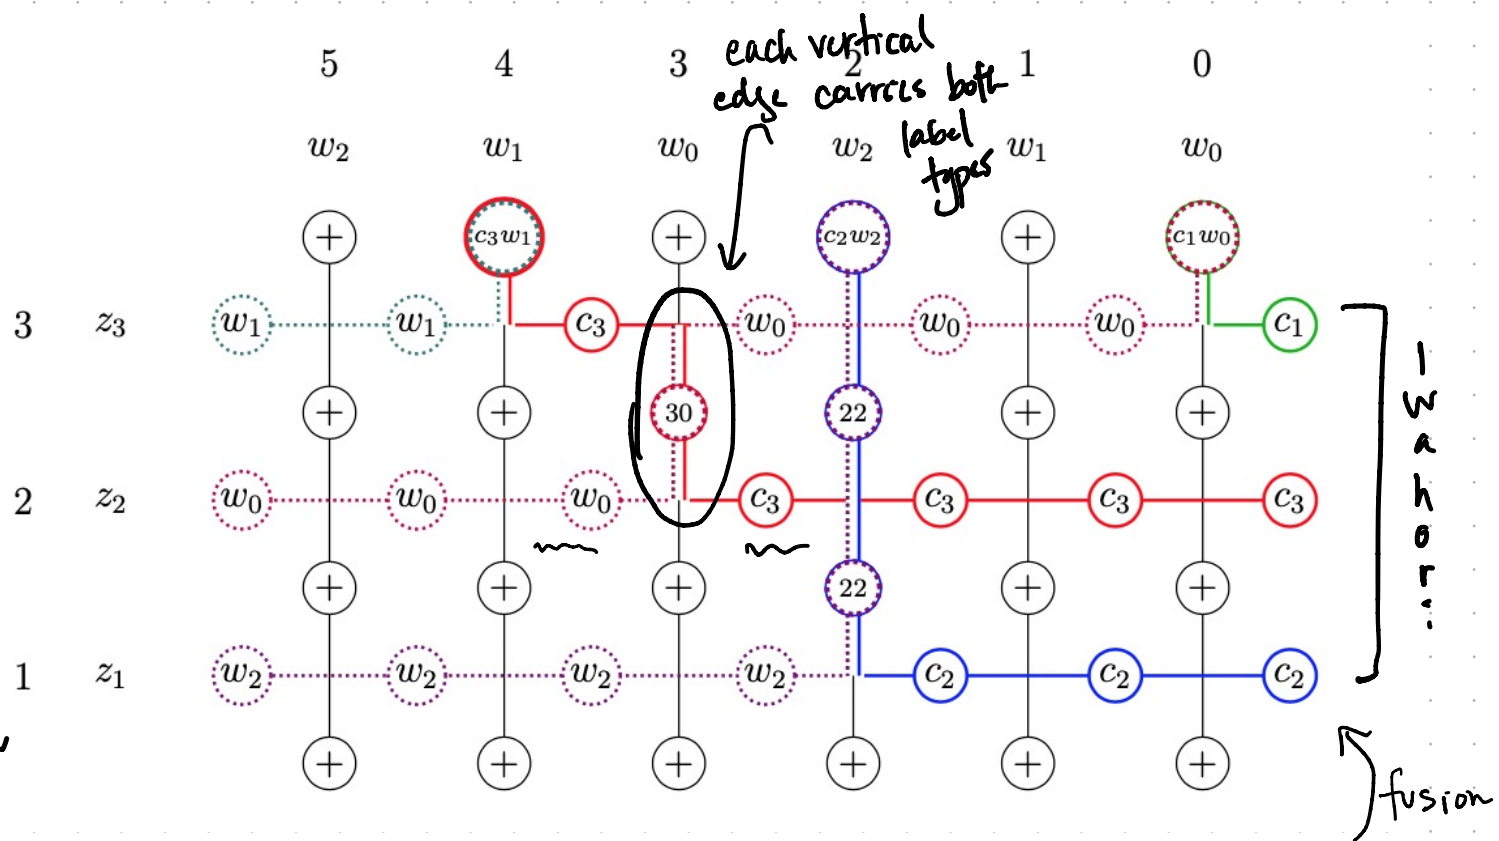 each vertical
5 4 3 2 1 0
edge carries both
label
w₂ w₁ w₀ w₂ w₁ w₀
types
+ c₃w₁ + c₂w₂ + c₁w₀
3 z₃ w₁ w₁ c₃ w₀ w₀ w₀ c₁
+ + 30 22 + +
2 z₂ w₀ w₀ w₀ c₃ c₃ c₃ c₃
+ + + 22 + +
1 z₁ w₂ w₂ w₂ w₂ c₂ c₂ c₂
+ + + + + +
Iwahori
fusion